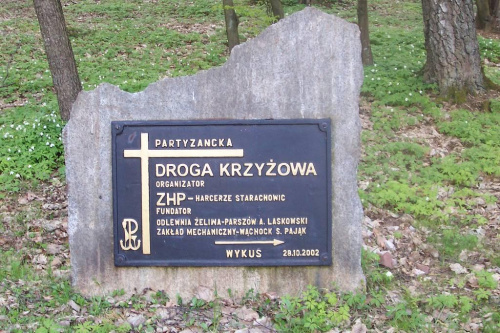 PARTYZANCKA
DROGA KRZYŻOWA
ORGANIZATOR
ZHP - HARCERZE STARACHOWIC
FUNDATOR
ODLEWNIA ŻELIWA-PARSZÓW A. LASKOWSKI
ZAKŁAD MECHANICZNY-WĄCHOCK S. PAJĄK
WYKUS 28.10.2002